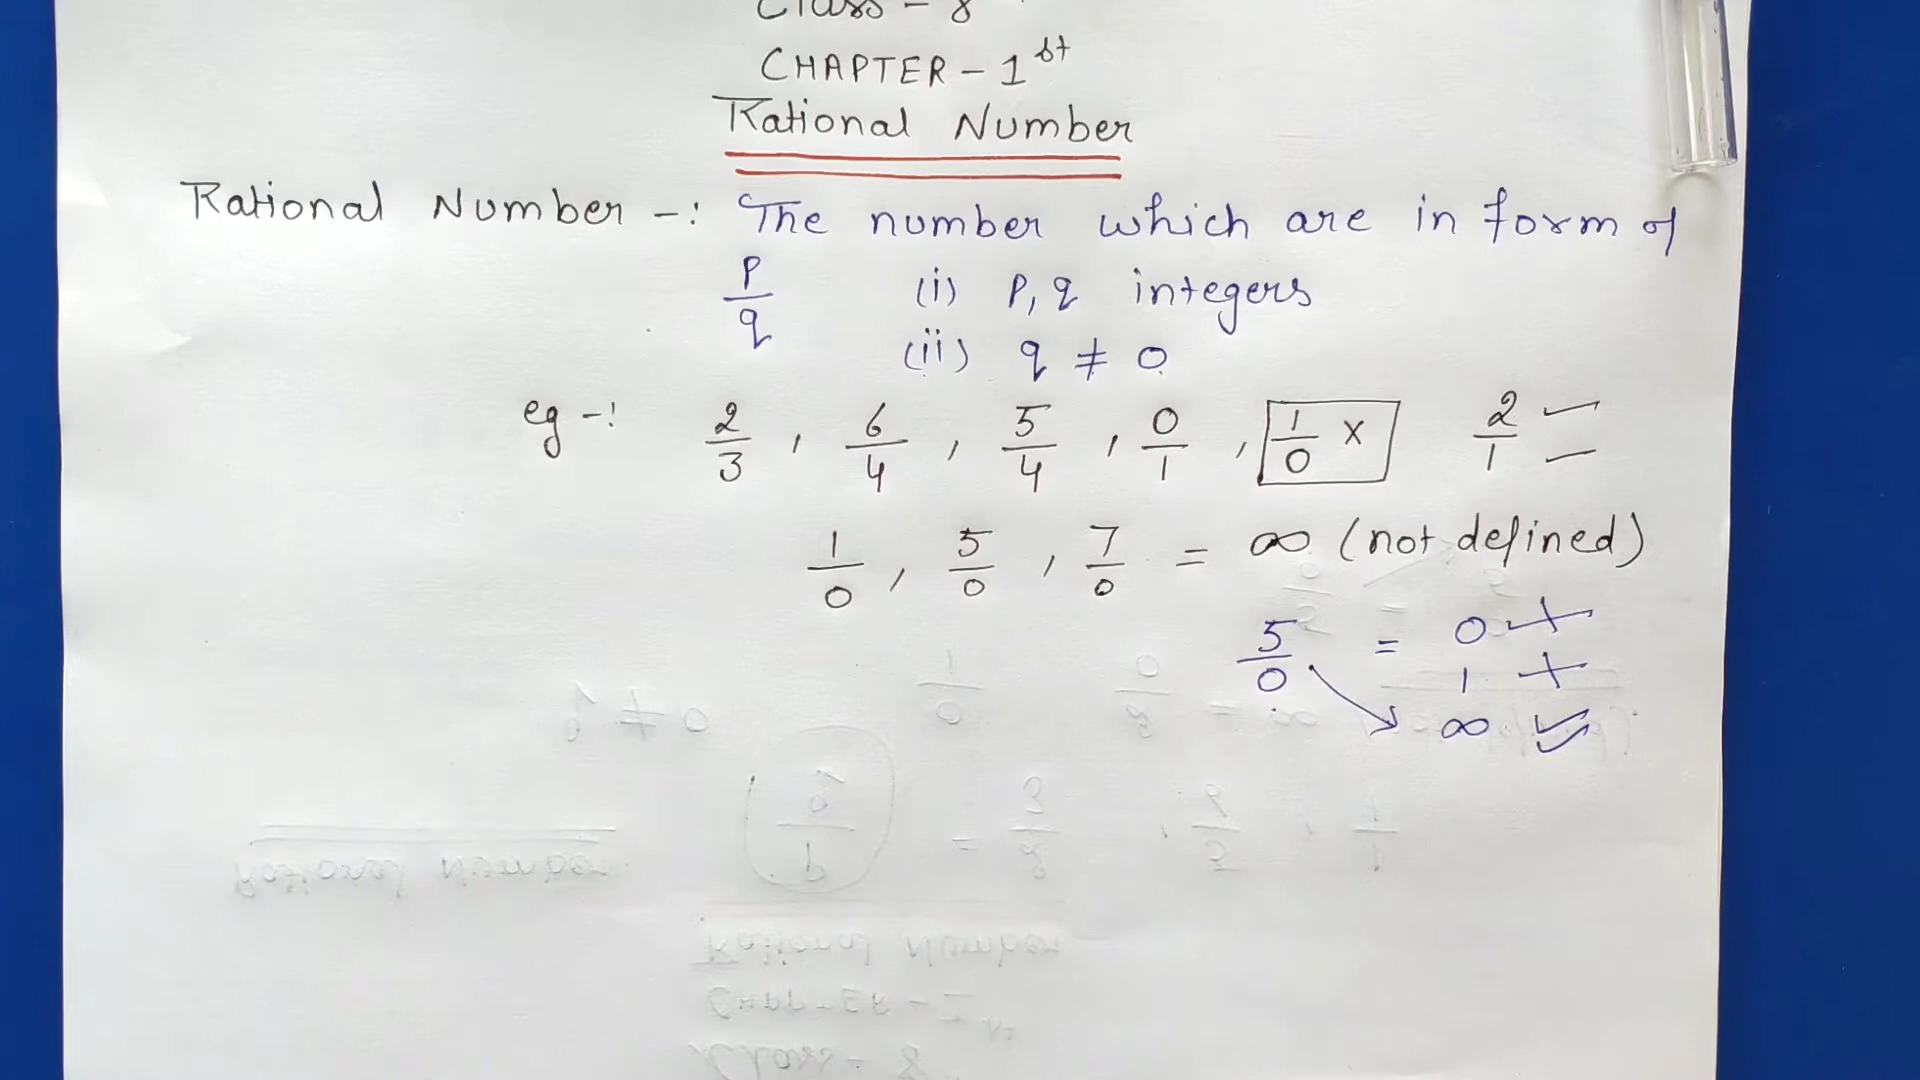 Class - 8
CHAPTER - 1st
Rational Number
Rational Number -: The number which are in form of
p/q (i) p, q integers
(ii) q ≠ 0
eg -: 2/3 , 6/4 , 5/4 , 0/1 , 1/0 × 2/1
1/0 , 5/0 , 7/0 = ∞ (not defined)
5/0 = 0 ×
1 ×
∞ ✓